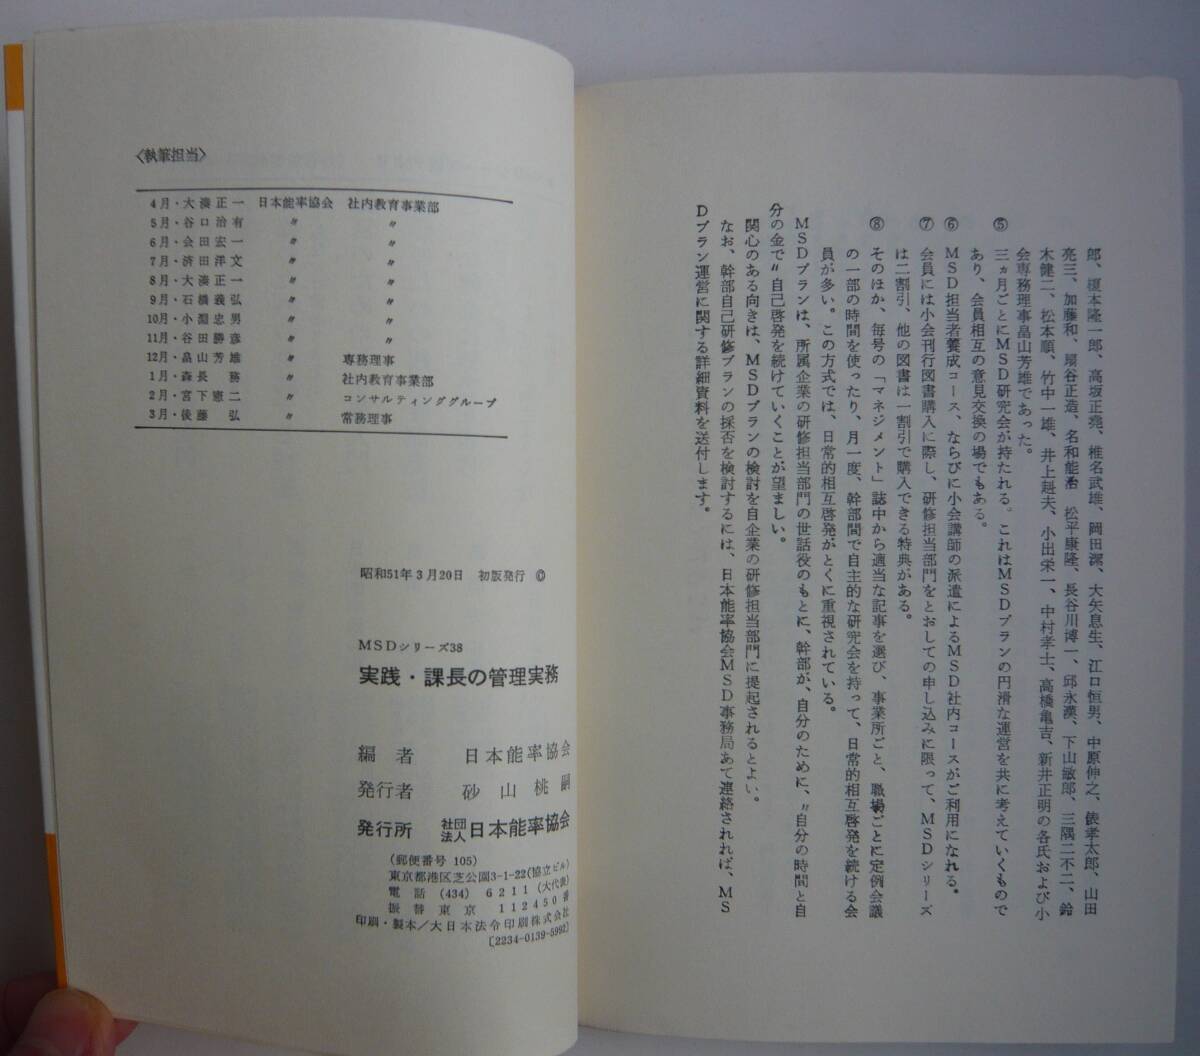 郎、榎本隆一郎、高坂正堯、椎名武雄、岡田潔、大矢息生、江口恒男、中原伸之、俵孝太郎、山田
亮三、加藤和、扇谷正造、名和能治　松平康隆、長谷川博一、邱永漢、下山敏郎、三隅二不二、鈴
木健二、松本順、竹中一雄、井上赳夫、小出栄一、中村孝士、高橋亀吉、新井正明の各氏および小
会専務理事畠山芳雄であった。
⑤ 三ヵ月ごとにMSD研究会が持たれる。これはMSDプランの円滑な運営を共に考えていくもので
あり、会員相互の意見交換の場でもある。
⑥ MSD担当者養成コース、ならびに小会講師の派遣によるMSD社内コースがご利用になれる。
⑦ 会員には小会刊行図書購入に際し、研修担当部門をとおしての申し込みに限って、MSDシリーズ
は二割引、他の図書は一割引で購入できる特典がある。
⑧ そのほか、毎号の「マネジメント」誌中から適当な記事を選び、事業所ごと、職場ごとに定例会議
の一部の時間を使ったり、月一度、幹部間で自主的な研究会を持って、日常的相互啓発を続ける会
員が多い。この方式では、日常的相互啓発がとくに重視されている。
MSDプランは、所属企業の研修担当部門の世話役のもとに、幹部が、自分のために、〝自分の時間と自
分の金で〟自己啓発を続けていくことが望ましい。
関心のある向きは、MSDプランの検討を自企業の研修担当部門に提起されるとよい。
なお、幹部自己研修プランの採否を検討するには、日本能率協会MSD事務局あて連絡されれば、MS
Dプラン運営に関する詳細資料を送付します。
〈執筆担当〉
4月・大湊正一　日本能率協会　社内教育事業部
5月・谷口治有　〃　〃
6月・会田宏一　〃　〃
7月・済田洋文　〃　〃
8月・大湊正一　〃　〃
9月・石橋義弘　〃　〃
10月・小淵忠男　〃　〃
11月・谷田勝彦　〃　〃
12月・畠山芳雄　〃　専務理事
1月・森長　務　〃　社内教育事業部
2月・宮下憲二　〃　コンサルティンググループ
3月・後藤　弘　〃　常務理事
昭和51年3月20日　初版発行　©
MSDシリーズ38
実践・課長の管理実務
編者　日本能率協会
発行者　砂山桃嗣
発行所　社団法人日本能率協会
(郵便番号 105)
東京都港区芝公園3-1-22(協立ビル)
電話 (434) 6211 (大代表)
振替東京　112450番
印刷・製本／大日本法令印刷株式会社
〔2234-0139-5992〕